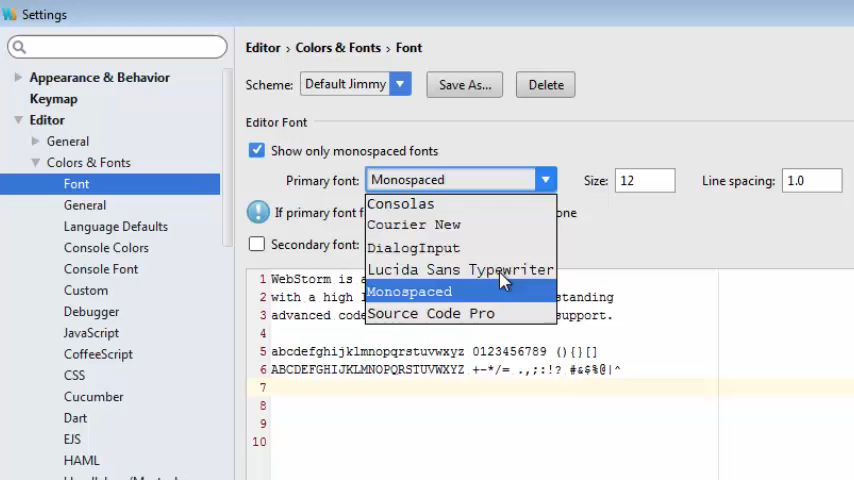 Settings
Editor › Colors & Fonts › Font
Appearance & Behavior
Keymap
Editor
General
Colors & Fonts
Font
General
Language Defaults
Console Colors
Console Font
Custom
Debugger
JavaScript
CoffeeScript
CSS
Cucumber
Dart
EJS
HAML
Scheme: Default Jimmy Save As... Delete
Editor Font
Show only monospaced fonts
Primary font: Monospaced Size: 12 Line spacing: 1.0
Consolas
Courier New
DialogInput
Lucida Sans Typewriter
Monospaced
Source Code Pro
If primary font one
Secondary font:
1 WebStorm is
2 with a high
3 advanced support.
4
5 abcdefghijklmnopqrstuvwxyz 0123456789 (){}[]
6 ABCDEFGHIJKLMNOPQRSTUVWXYZ +-*/= .,;:!? #&$%@|^
7
8
9
10